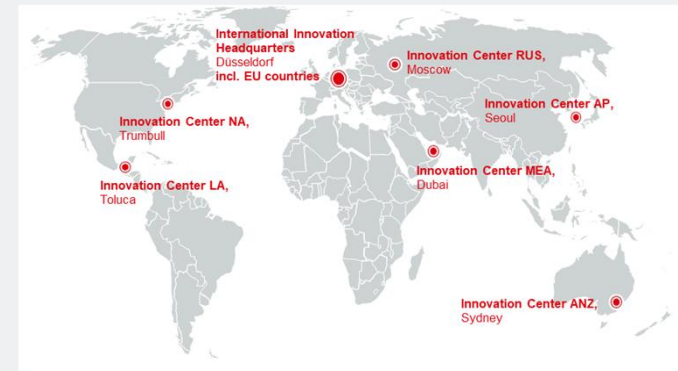 International Innovation
Headquarters
Düsseldorf
incl. EU countries
Innovation Center RUS,
Moscow
Innovation Center AP,
Seoul
Innovation Center NA,
Trumbull
Innovation Center MEA,
Dubai
Innovation Center LA,
Toluca
Innovation Center ANZ,
Sydney